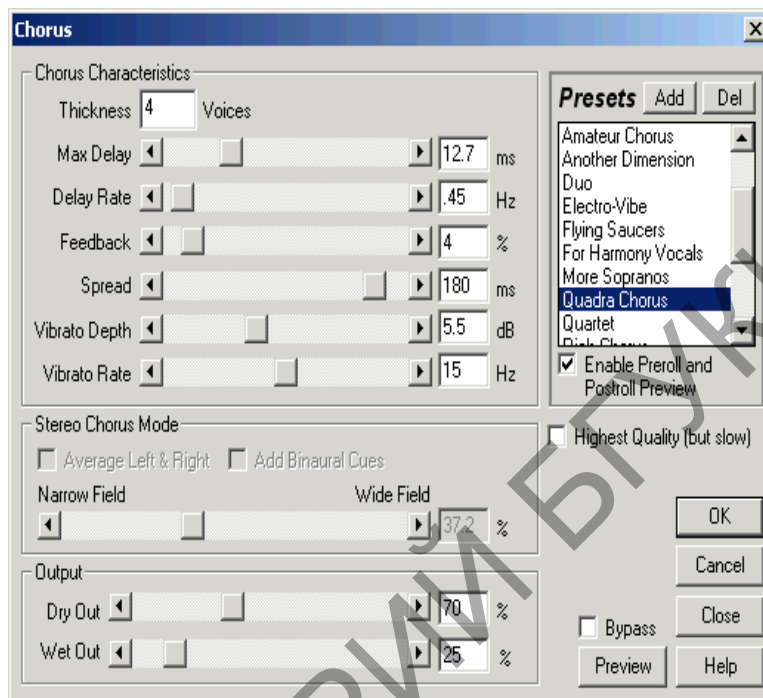 Chorus
Chorus Characteristics
Thickness 4 Voices
Max Delay 12.7 ms
Delay Rate .45 Hz
Feedback 4 %
Spread 180 ms
Vibrato Depth 5.5 dB
Vibrato Rate 15 Hz
Stereo Chorus Mode
Average Left & Right Add Binaural Cues
Narrow Field Wide Field
37.2 %
Output
Dry Out 70 %
Wet Out 25 %
Presets Add Del
Amateur Chorus
Another Dimension
Duo
Electro-Vibe
Flying Saucers
For Harmony Vocals
More Sopranos
Quadra Chorus
Quartet
Enable Preroll and
Postroll Preview
Highest Quality (but slow)
OK
Cancel
Bypass Close
Preview Help
РИЙ БГУК